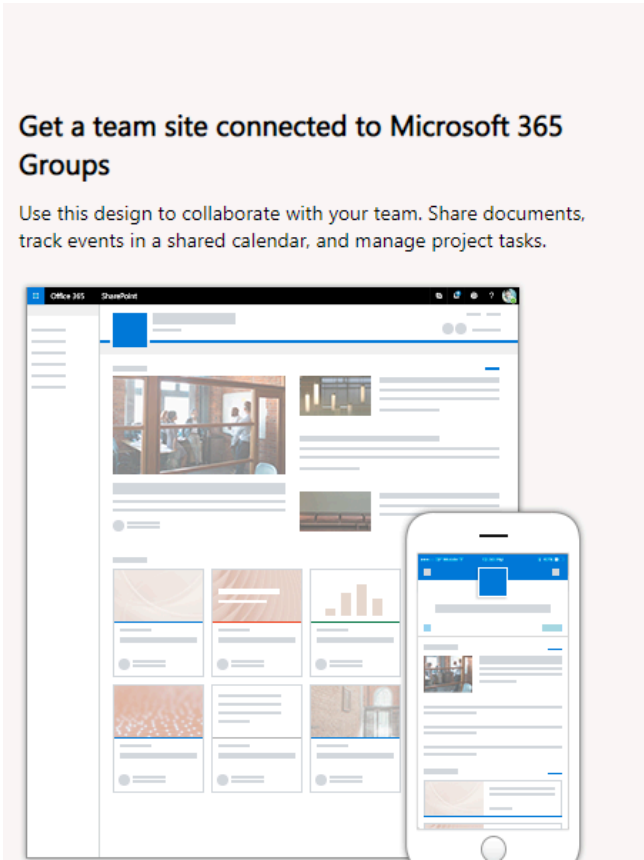 Get a team site connected to Microsoft 365
Groups
Use this design to collaborate with your team. Share documents,
track events in a shared calendar, and manage project tasks.
Office 365 SharePoint ?